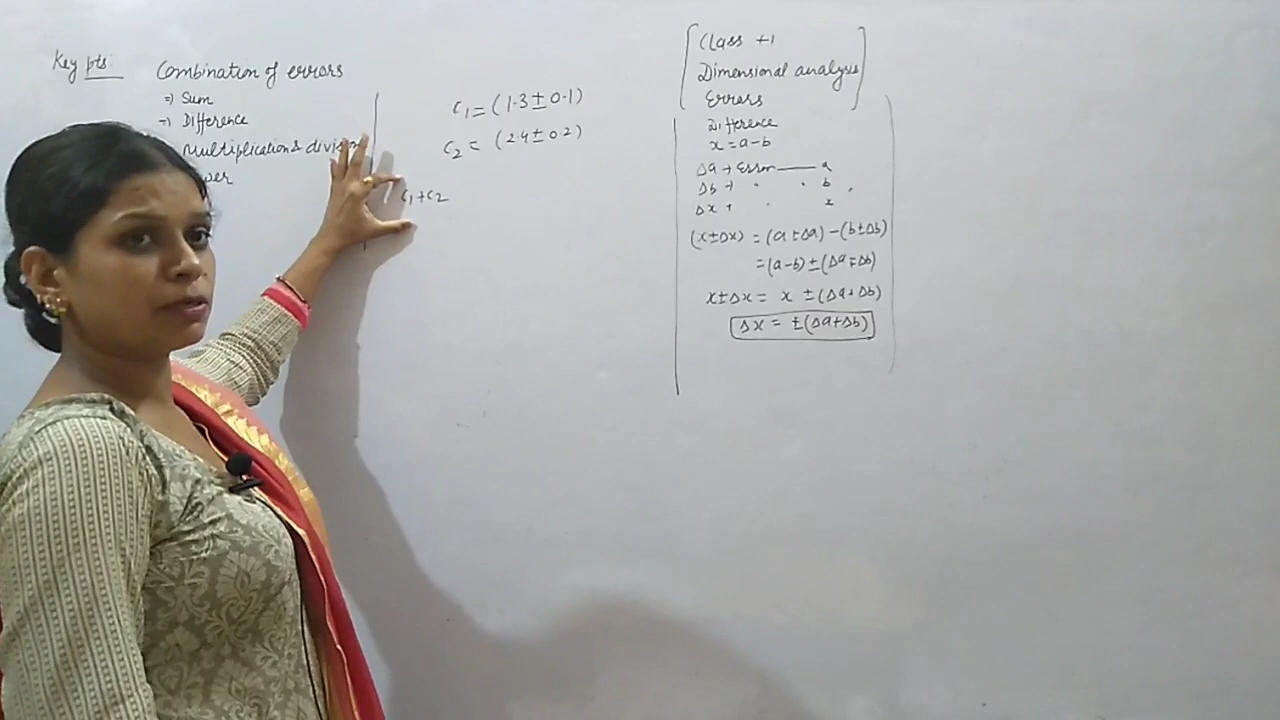 Key pts:
Combination of errors
=) Sum
=) Difference
Multiplication & division
C₁ = (1.3 ± 0.1)
C₂ = (2.4 ± 0.2)
C₁ + C₂
Class +1
Dimensional analysis
Errors
Difference
x = a - b
Δa → Error —— a
Δb → " " b "
Δx → " x
(x ± Δx) = (a ± Δa) - (b ± Δb)
= (a - b) ± (Δa ∓ Δb)
x ± Δx = x ± (Δa + Δb)
Δx = ± (Δa + Δb)